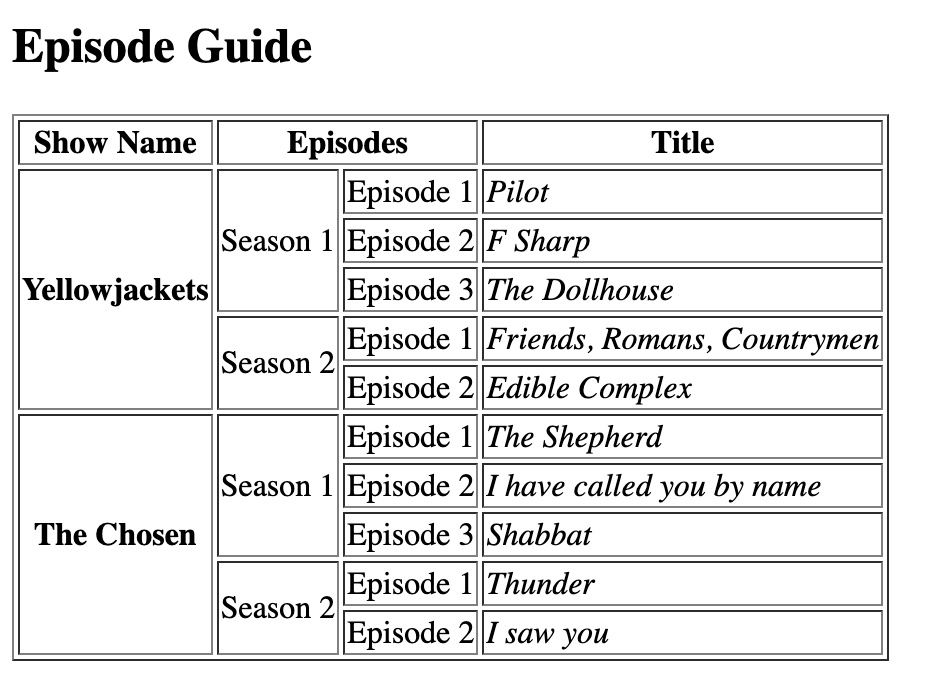 Episode Guide
Show Name Episodes Title
Yellowjackets Season 1 Episode 1 Pilot
Episode 2 F Sharp
Episode 3 The Dollhouse
Season 2 Episode 1 Friends, Romans, Countrymen
Episode 2 Edible Complex
The Chosen Season 1 Episode 1 The Shepherd
Episode 2 I have called you by name
Episode 3 Shabbat
Season 2 Episode 1 Thunder
Episode 2 I saw you